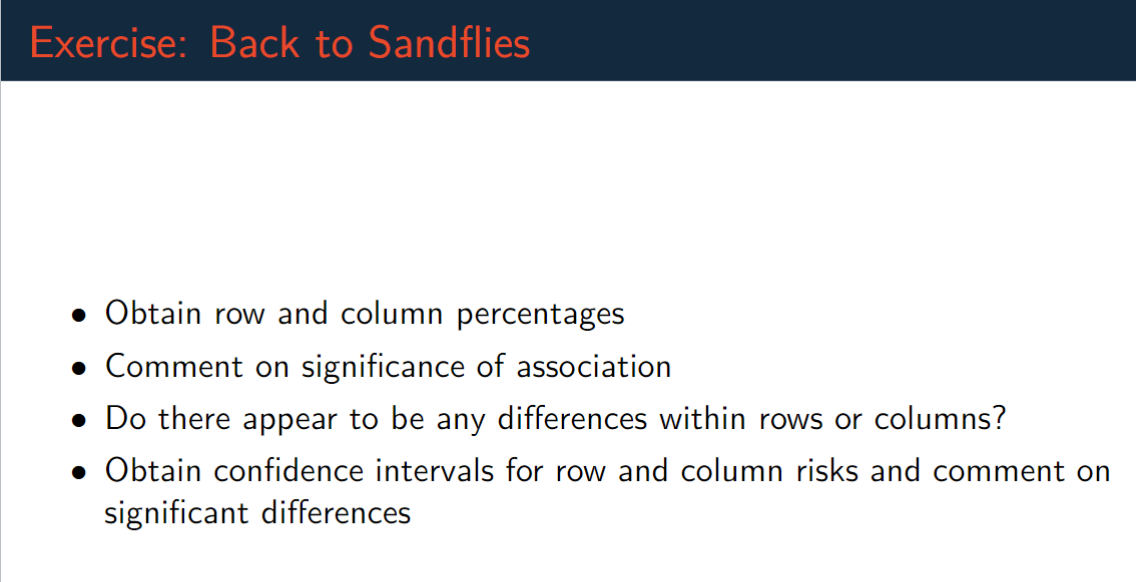 Exercise: Back to Sandflies
• Obtain row and column percentages
• Comment on significance of association
• Do there appear to be any differences within rows or columns?
• Obtain confidence intervals for row and column risks and comment on
significant differences